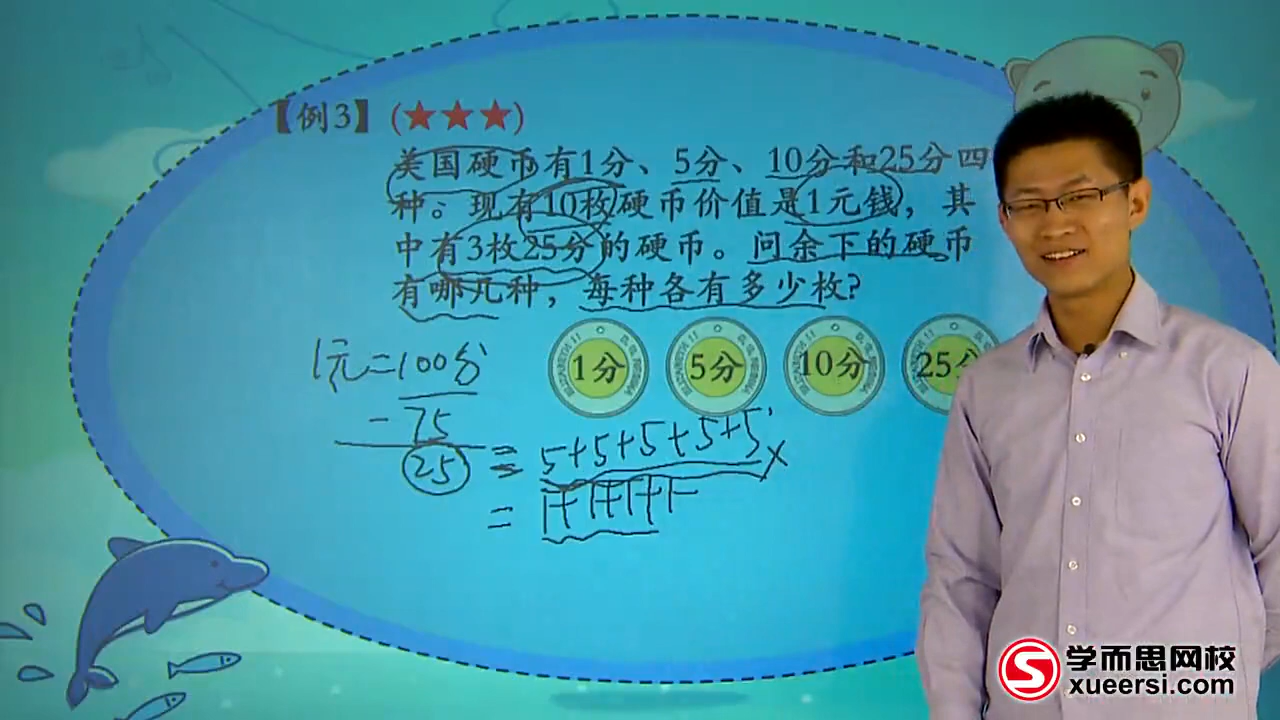 【例3】(★★★)
美国硬币有1分、5分、10分和25分四
种。现有10枚硬币价值是1元钱，其
中有3枚25分的硬币。问余下的硬币
有哪几种，每种各有多少枚?
1分 5分 10分 25分
1元=100分
-75
25 = 5+5+5+5+5 ×
= 1+1+1+1
学而思网校
xueersi.com